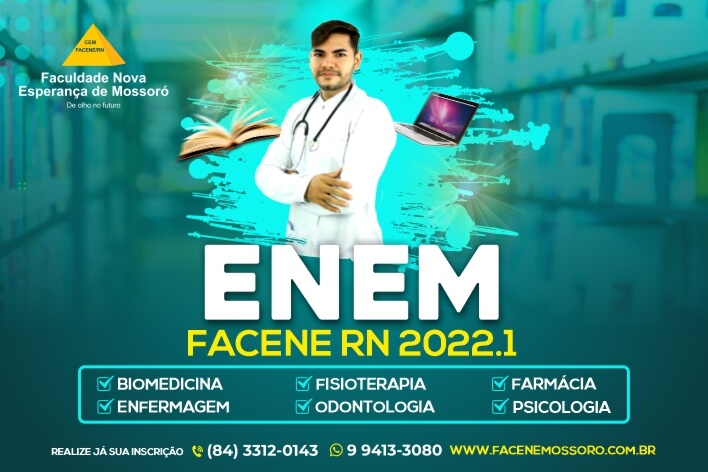 CEM
FACENE/RN
Faculdade Nova
Esperança de Mossoró
De olho no futuro
ENEM
FACENE RN 2022.1
BIOMEDICINA FISIOTERAPIA FARMÁCIA
ENFERMAGEM ODONTOLOGIA PSICOLOGIA
REALIZE JÁ SUA INSCRIÇÃO (84) 3312-0143 9 9413-3080 WWW.FACENEMOSSORO.COM.BR